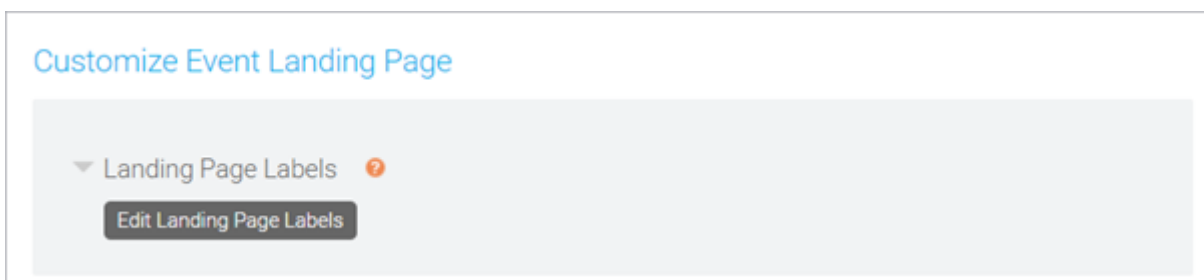 Customize Event Landing Page
Landing Page Labels ?
Edit Landing Page Labels